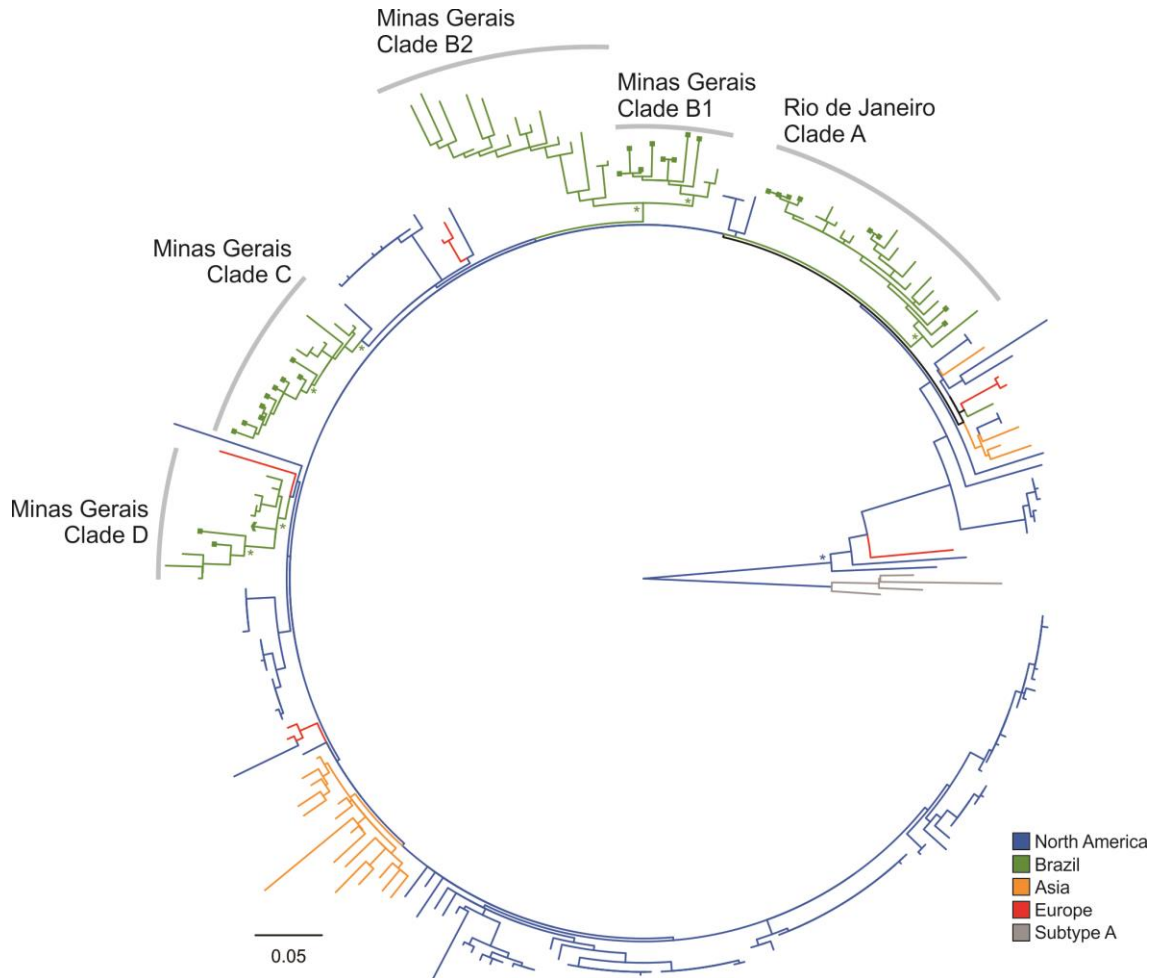 Minas Gerais
Clade B2
Minas Gerais
Clade B1
Rio de Janeiro
Clade A
Minas Gerais
Clade C
Minas Gerais
Clade D
*
*
*
*
*
*
*
*
North America
Brazil
Asia
Europe
Subtype A
0.05